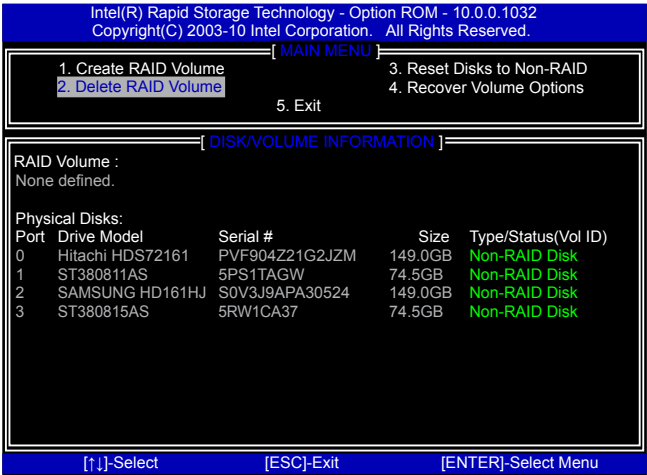 Intel(R) Rapid Storage Technology - Option ROM - 10.0.0.1032
Copyright(C) 2003-10 Intel Corporation. All Rights Reserved.
[ MAIN MENU ]
1. Create RAID Volume 3. Reset Disks to Non-RAID
2. Delete RAID Volume 4. Recover Volume Options
5. Exit
[ DISK/VOLUME INFORMATION ]
RAID Volume :
None defined.
Physical Disks:
Port Drive Model Serial # Size Type/Status(Vol ID)
0 Hitachi HDS72161 PVF904Z21G2JZM 149.0GB Non-RAID Disk
1 ST380811AS 5PS1TAGW 74.5GB Non-RAID Disk
2 SAMSUNG HD161HJ S0V3J9APA30524 149.0GB Non-RAID Disk
3 ST380815AS 5RW1CA37 74.5GB Non-RAID Disk
[↑↓]-Select [ESC]-Exit [ENTER]-Select Menu